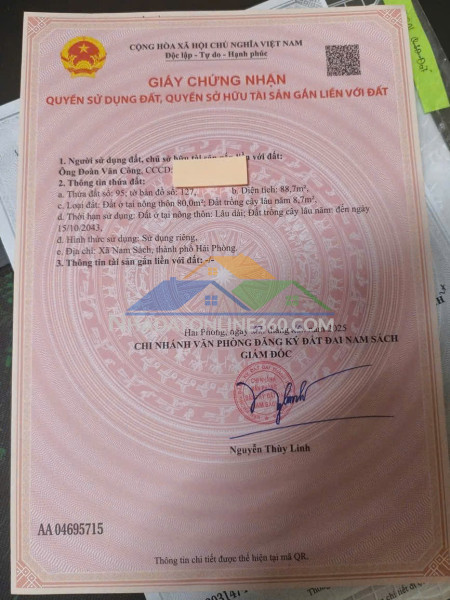 CỘNG HÒA XÃ HỘI CHỦ NGHĨA VIỆT NAM
Độc lập - Tự do - Hạnh phúc
GIẤY CHỨNG NHẬN
QUYỀN SỬ DỤNG ĐẤT, QUYỀN SỞ HỮU TÀI SẢN GẮN LIỀN VỚI ĐẤT
1. Người sử dụng đất, chủ sở hữu tài sản gắn liền với đất:
Ông Đoàn Văn Công, CCCD:
2. Thông tin thửa đất:
a. Thửa đất số: 95; tờ bản đồ số: 127, b. Diện tích: 88,7m²,
c. Loại đất: Đất ở tại nông thôn 80,0m²; Đất trồng cây lâu năm 8,7m².
d. Thời hạn sử dụng: Đất ở tại nông thôn: Lâu dài; Đất trồng cây lâu năm: đến ngày
15/10/2043,
đ. Hình thức sử dụng: Sử dụng riêng,
e. Địa chỉ: Xã Nam Sách, thành phố Hải Phòng.
3. Thông tin tài sản gắn liền với đất: -/-
Hải Phòng, ngày tháng 2025
CHI NHÁNH VĂN PHÒNG ĐĂNG KÝ ĐẤT ĐAI NAM SÁCH
GIÁM ĐỐC
Nguyễn Thùy Linh
AA 04695715
Thông tin chi tiết được thể hiện tại mã QR.